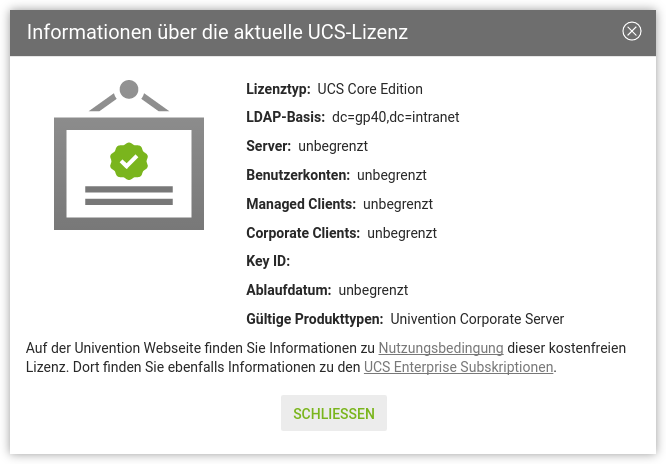 Informationen über die aktuelle UCS-Lizenz
Lizenztyp: UCS Core Edition
LDAP-Basis: dc=gp40,dc=intranet
Server: unbegrenzt
Benutzerkonten: unbegrenzt
Managed Clients: unbegrenzt
Corporate Clients: unbegrenzt
Key ID:
Ablaufdatum: unbegrenzt
Gültige Produkttypen: Univention Corporate Server
Auf der Univention Webseite finden Sie Informationen zu Nutzungsbedingung dieser kostenfreien
Lizenz. Dort finden Sie ebenfalls Informationen zu den UCS Enterprise Subskriptionen.
SCHLIESSEN